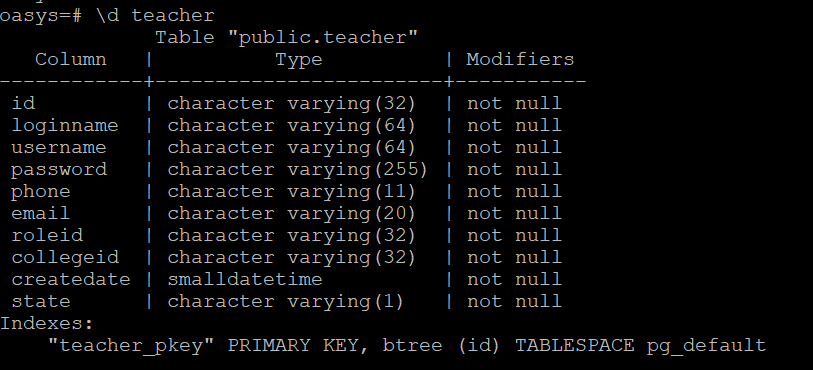 oasys=# \d teacher
             Table "public.teacher"
   Column   |          Type          | Modifiers
------------+------------------------+-----------
 id         | character varying(32)  | not null
 loginname  | character varying(64)  | not null
 username   | character varying(64)  | not null
 password   | character varying(255) | not null
 phone      | character varying(11)  | not null
 email      | character varying(20)  | not null
 roleid     | character varying(32)  | not null
 collegeid  | character varying(32)  | not null
 createdate | smalldatetime          | not null
 state      | character varying(1)   | not null
Indexes:
    "teacher_pkey" PRIMARY KEY, btree (id) TABLESPACE pg_default